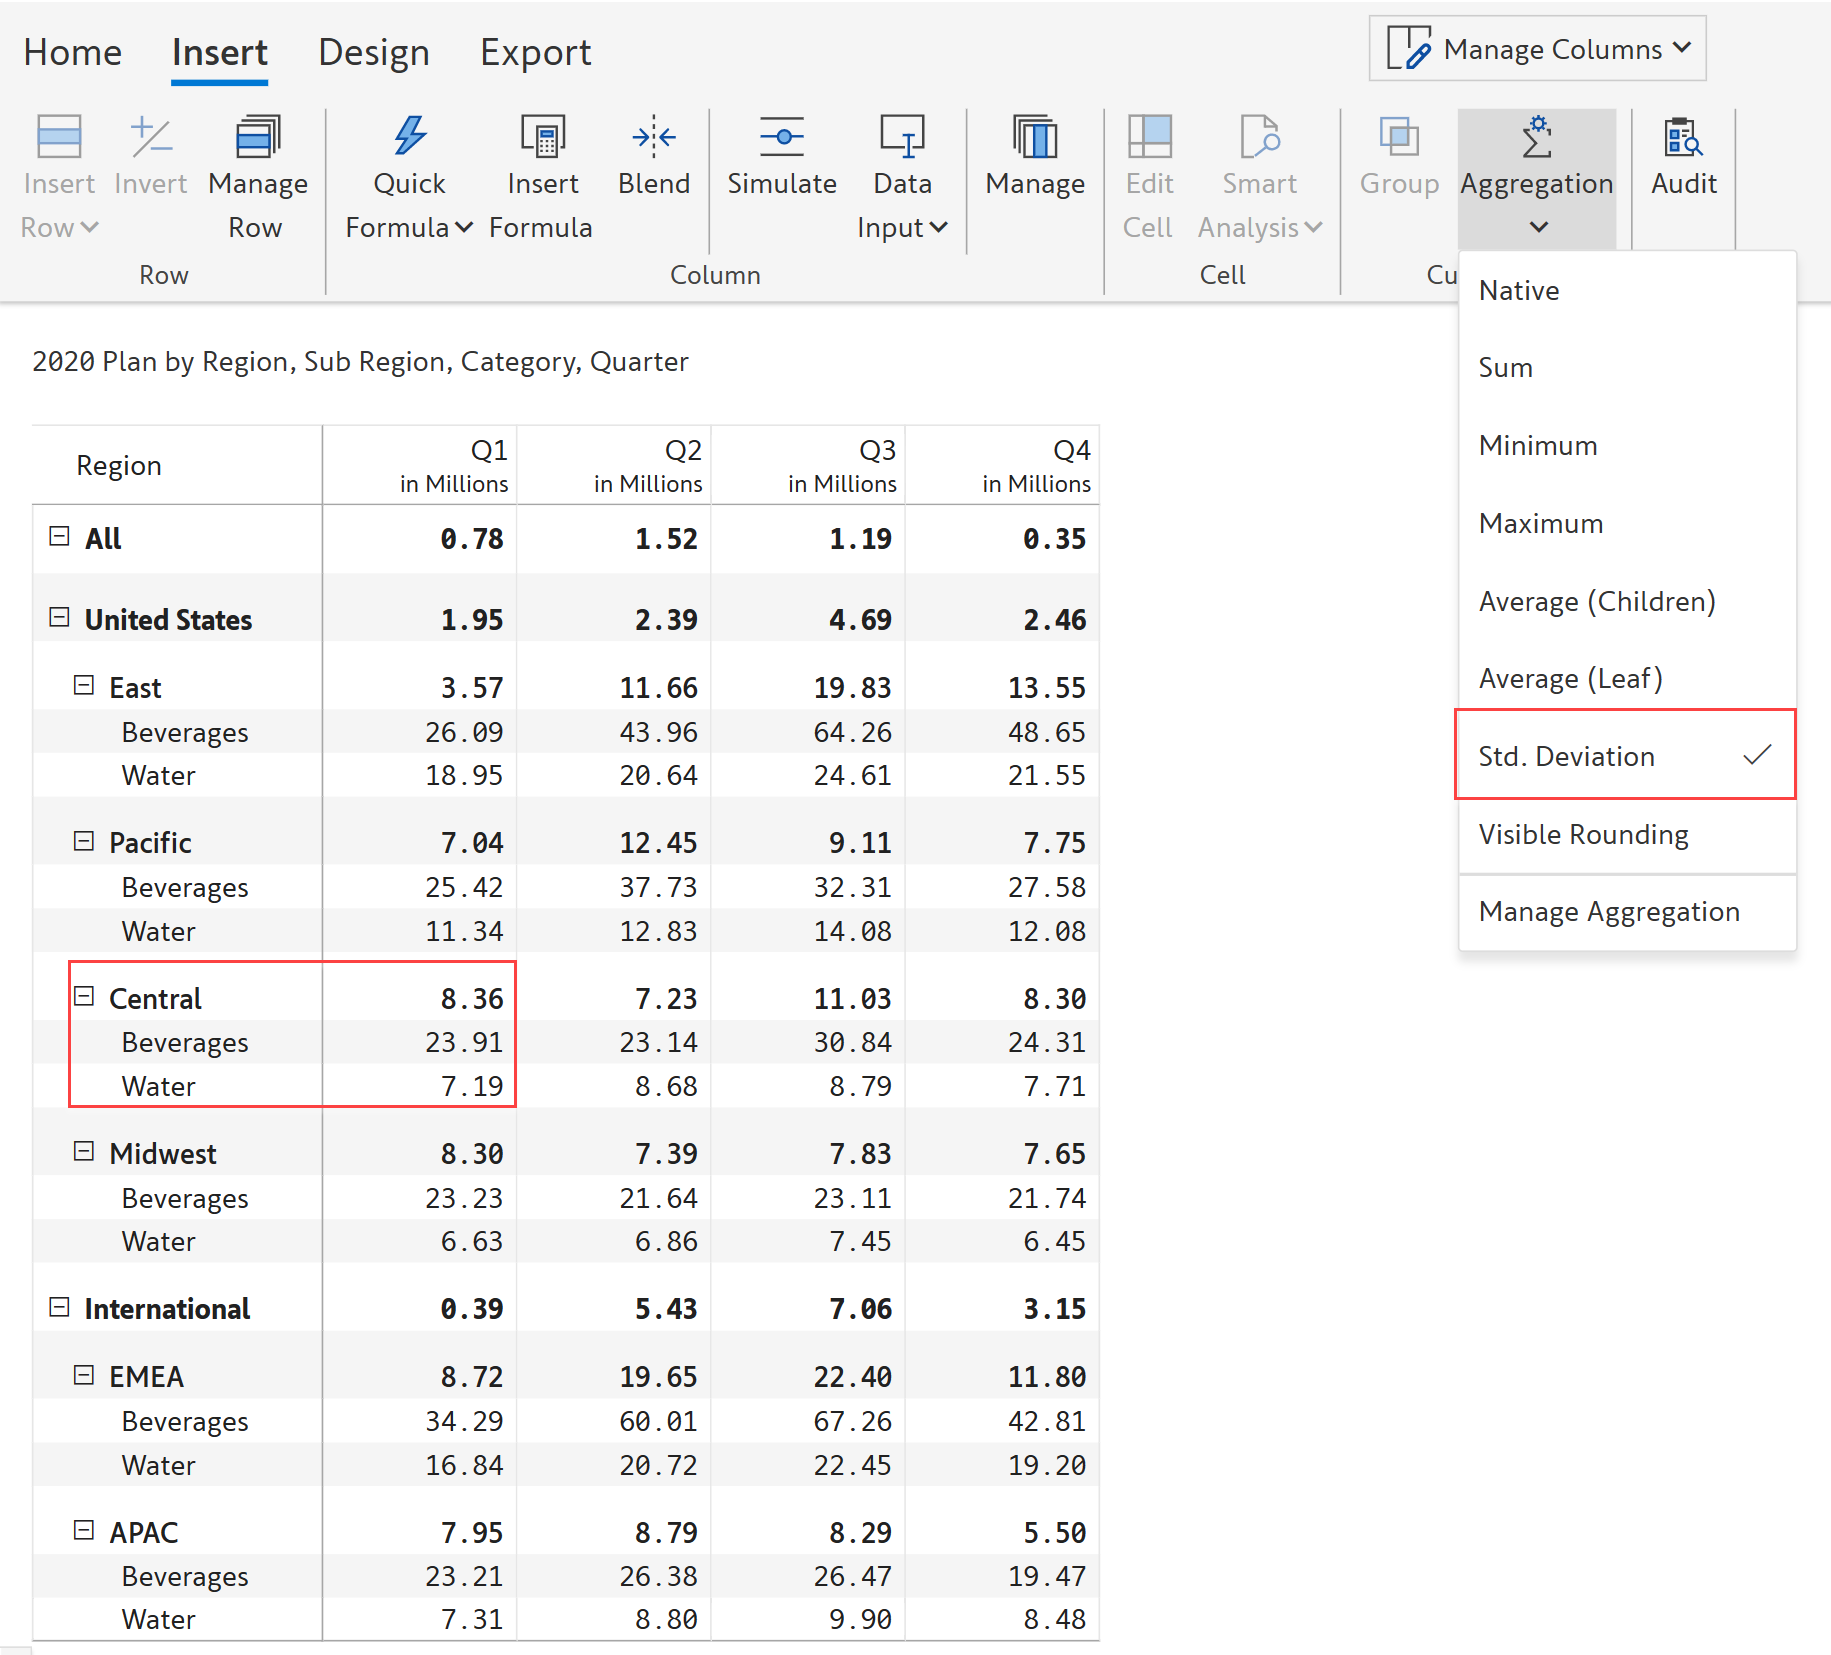 Home Insert Design Export Manage Columns
Insert Invert Manage Quick Insert Blend Simulate Data Manage Edit Smart Group Aggregation Audit
Row Row Formula Formula Input Cell Analysis
Row Column Cell Cu
Native
Sum
Minimum
Maximum
Average (Children)
Average (Leaf)
Std. Deviation
Visible Rounding
Manage Aggregation
2020 Plan by Region, Sub Region, Category, Quarter
Region Q1 Q2 Q3 Q4
in Millions in Millions in Millions in Millions
All 0.78 1.52 1.19 0.35
United States 1.95 2.39 4.69 2.46
East 3.57 11.66 19.83 13.55
Beverages 26.09 43.96 64.26 48.65
Water 18.95 20.64 24.61 21.55
Pacific 7.04 12.45 9.11 7.75
Beverages 25.42 37.73 32.31 27.58
Water 11.34 12.83 14.08 12.08
Central 8.36 7.23 11.03 8.30
Beverages 23.91 23.14 30.84 24.31
Water 7.19 8.68 8.79 7.71
Midwest 8.30 7.39 7.83 7.65
Beverages 23.23 21.64 23.11 21.74
Water 6.63 6.86 7.45 6.45
International 0.39 5.43 7.06 3.15
EMEA 8.72 19.65 22.40 11.80
Beverages 34.29 60.01 67.26 42.81
Water 16.84 20.72 22.45 19.20
APAC 7.95 8.79 8.29 5.50
Beverages 23.21 26.38 26.47 19.47
Water 7.31 8.80 9.90 8.48